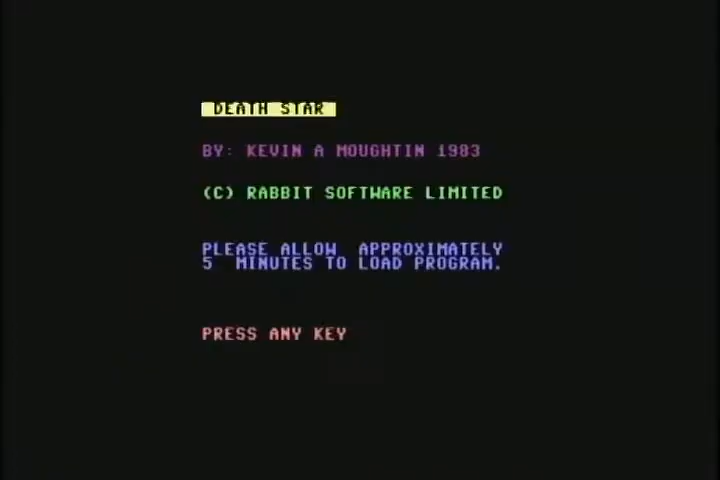 DEATH STAR
BY: KEVIN A MOUGHTIN 1983
(C) RABBIT SOFTWARE LIMITED
PLEASE ALLOW APPROXIMATELY
5 MINUTES TO LOAD PROGRAM.
PRESS ANY KEY